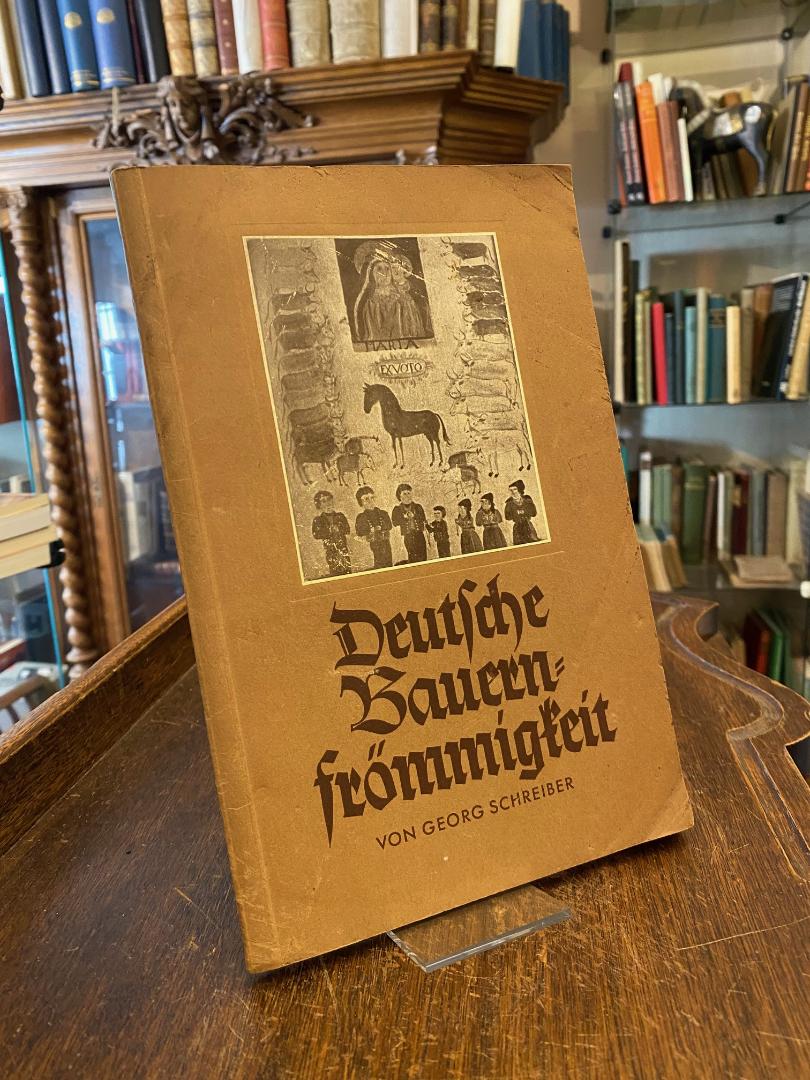 MARIA
EX VOTO
Deutſche
Bauern-
frömmigkeit
VON GEORG SCHREIBER